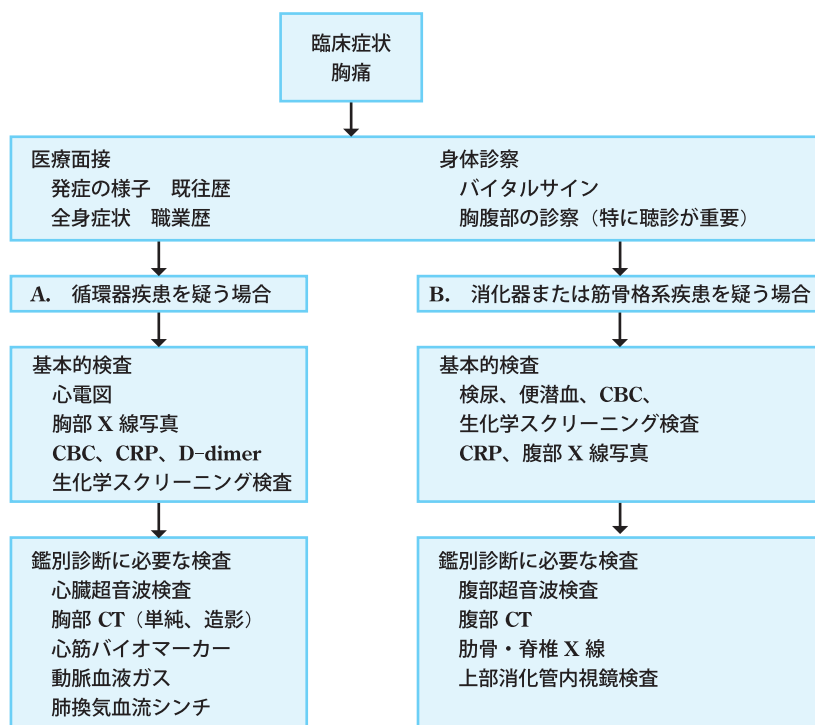 臨床症状
胸痛
医療面接
発症の様子　既往歴
全身症状　職業歴
身体診察
バイタルサイン
胸腹部の診察（特に聴診が重要）
A.　循環器疾患を疑う場合
基本的検査
心電図
胸部 X 線写真
CBC、CRP、D-dimer
生化学スクリーニング検査
鑑別診断に必要な検査
心臓超音波検査
胸部 CT（単純、造影）
心筋バイオマーカー
動脈血液ガス
肺換気血流シンチ
B.　消化器または筋骨格系疾患を疑う場合
基本的検査
検尿、便潜血、CBC、
生化学スクリーニング検査
CRP、腹部 X 線写真
鑑別診断に必要な検査
腹部超音波検査
腹部 CT
肋骨・脊椎 X 線
上部消化管内視鏡検査